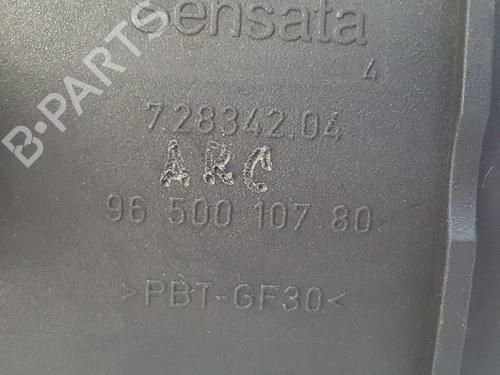 Sensata
4
7.28342.04
ARC
96 500 107 80
>PBT-GF30<
B-PARTS